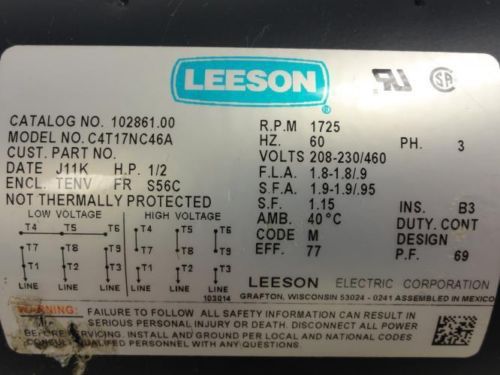 LEESON
CATALOG NO. 102861.00
MODEL NO. C4T17NC46A
CUST. PART NO.
DATE J11K H.P. 1/2
ENCL. TENV FR S56C
NOT THERMALLY PROTECTED
R.P.M 1725
HZ. 60 PH. 3
VOLTS 208-230/460
F.L.A. 1.8-1.8/.9
S.F.A. 1.9-1.9/.95
S.F. 1.15 INS. B3
AMB. 40°C DUTY. CONT
CODE M DESIGN
EFF. 77 P.F. 69
LOW VOLTAGE HIGH VOLTAGE
T4 T5 T6 T4 T5 T6
T7 T8 T9 T7 T8 T9
T1 T2 T3 T1 T2 T3
LINE LINE LINE LINE
103014
LEESON ELECTRIC CORPORATION
GRAFTON, WISCONSIN 53024 - 0241 ASSEMBLED IN MEXICO
WARNING: FAILURE TO FOLLOW ALL SAFETY INFORMATION CAN RESULT IN
SERIOUS PERSONAL INJURY OR DEATH. DISCONNECT ALL POWER
BEFORE SERVICING. INSTALL AND GROUND PER LOCAL AND NATIONAL
CODES. CONSULT QUALIFIED PERSONNEL WITH ANY QUESTIONS